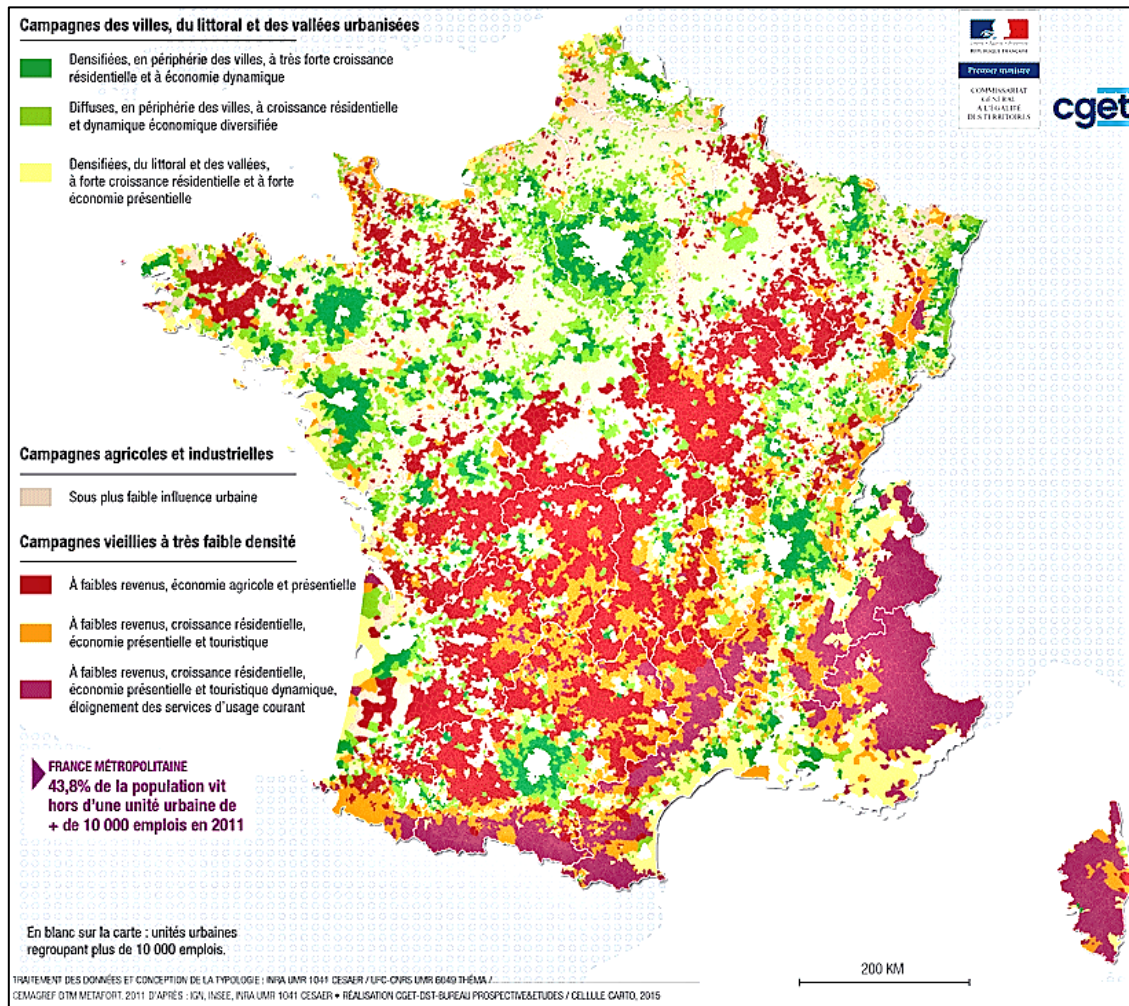 Campagnes des villes, du littoral et des vallées urbanisées
Densifiées, en périphérie des villes, à très forte croissance
résidentielle et à économie dynamique
Diffuses, en périphérie des villes, à croissance résidentielle
et dynamique économique diversifiée
Densifiées, du littoral et des vallées,
à forte croissance résidentielle et à forte
économie présentielle
RÉPUBLIQUE FRANÇAISE
Premier ministre
COMMISSARIAT
GÉNÉRAL
À L'ÉGALITÉ
DES TERRITOIRES
cget
Campagnes agricoles et industrielles
Sous plus faible influence urbaine
Campagnes vieillies à très faible densité
À faibles revenus, économie agricole et présentielle
À faibles revenus, croissance résidentielle,
économie présentielle et touristique
À faibles revenus, croissance résidentielle,
économie présentielle et touristique dynamique,
éloignement des services d'usage courant
FRANCE MÉTROPOLITAINE
43,8% de la population vit
hors d'une unité urbaine de
+ de 10 000 emplois en 2011
En blanc sur la carte : unités urbaines
regroupant plus de 10 000 emplois.
200 KM
TRAITEMENT DES DONNÉES ET CONCEPTION DE LA TYPOLOGIE : INRA UMR 1041 CESAER / UFC-CNRS UMR 6049 THÉMA /
CEMAGREF DTM METAFORT. 2011 D'APRÈS : IGN, INSEE, INRA UMR 1041 CESAER • RÉALISATION CGET-DST-BUREAU PROSPECTIVE&ETUDES / CELLULE CARTO, 2015